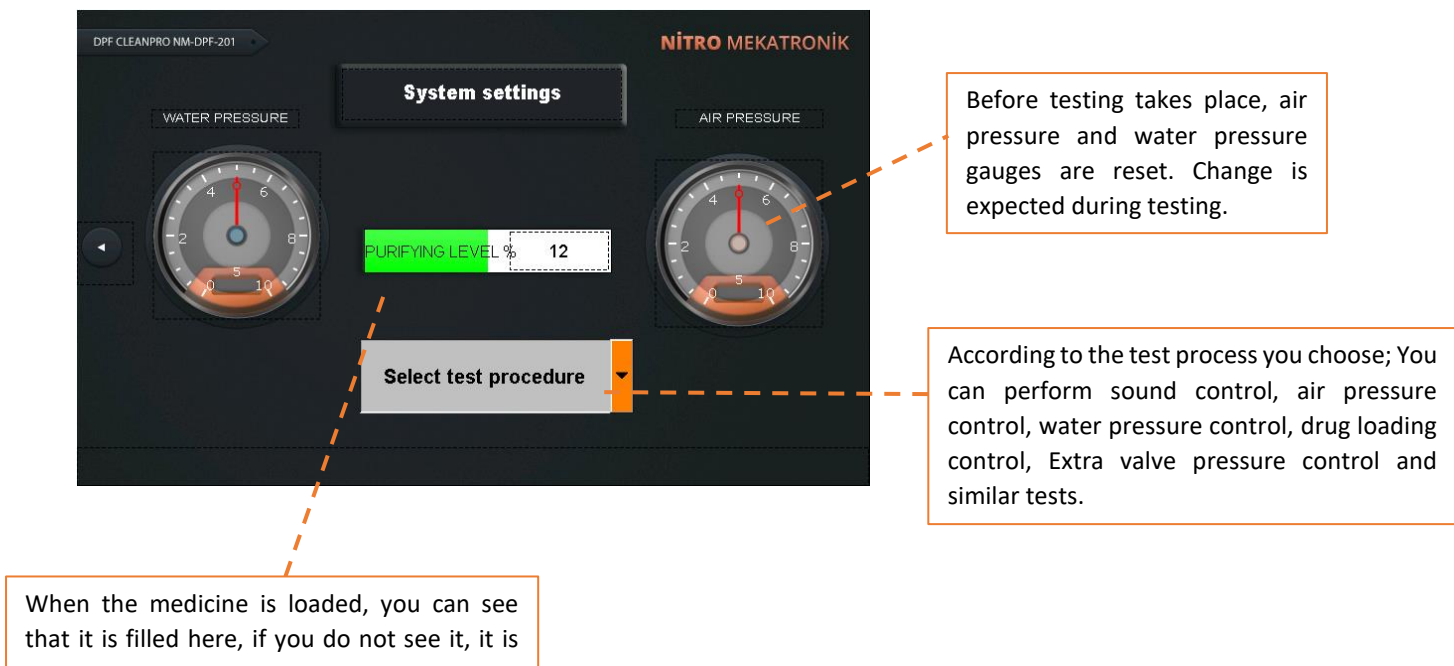 DPF CLEANPRO NM-DPF-201
NİTRO MEKATRONİK
System settings
WATER PRESSURE
AIR PRESSURE
4 6
2 8
5
0 10
4 6
2 8
5
0 10
PURIFYING LEVEL % 12
Select test procedure
Before testing takes place, air
pressure and water pressure
gauges are reset. Change is
expected during testing.
According to the test process you choose; You
can perform sound control, air pressure
control, water pressure control, drug loading
control, Extra valve pressure control and
similar tests.
When the medicine is loaded, you can see
that it is filled here, if you do not see it, it is